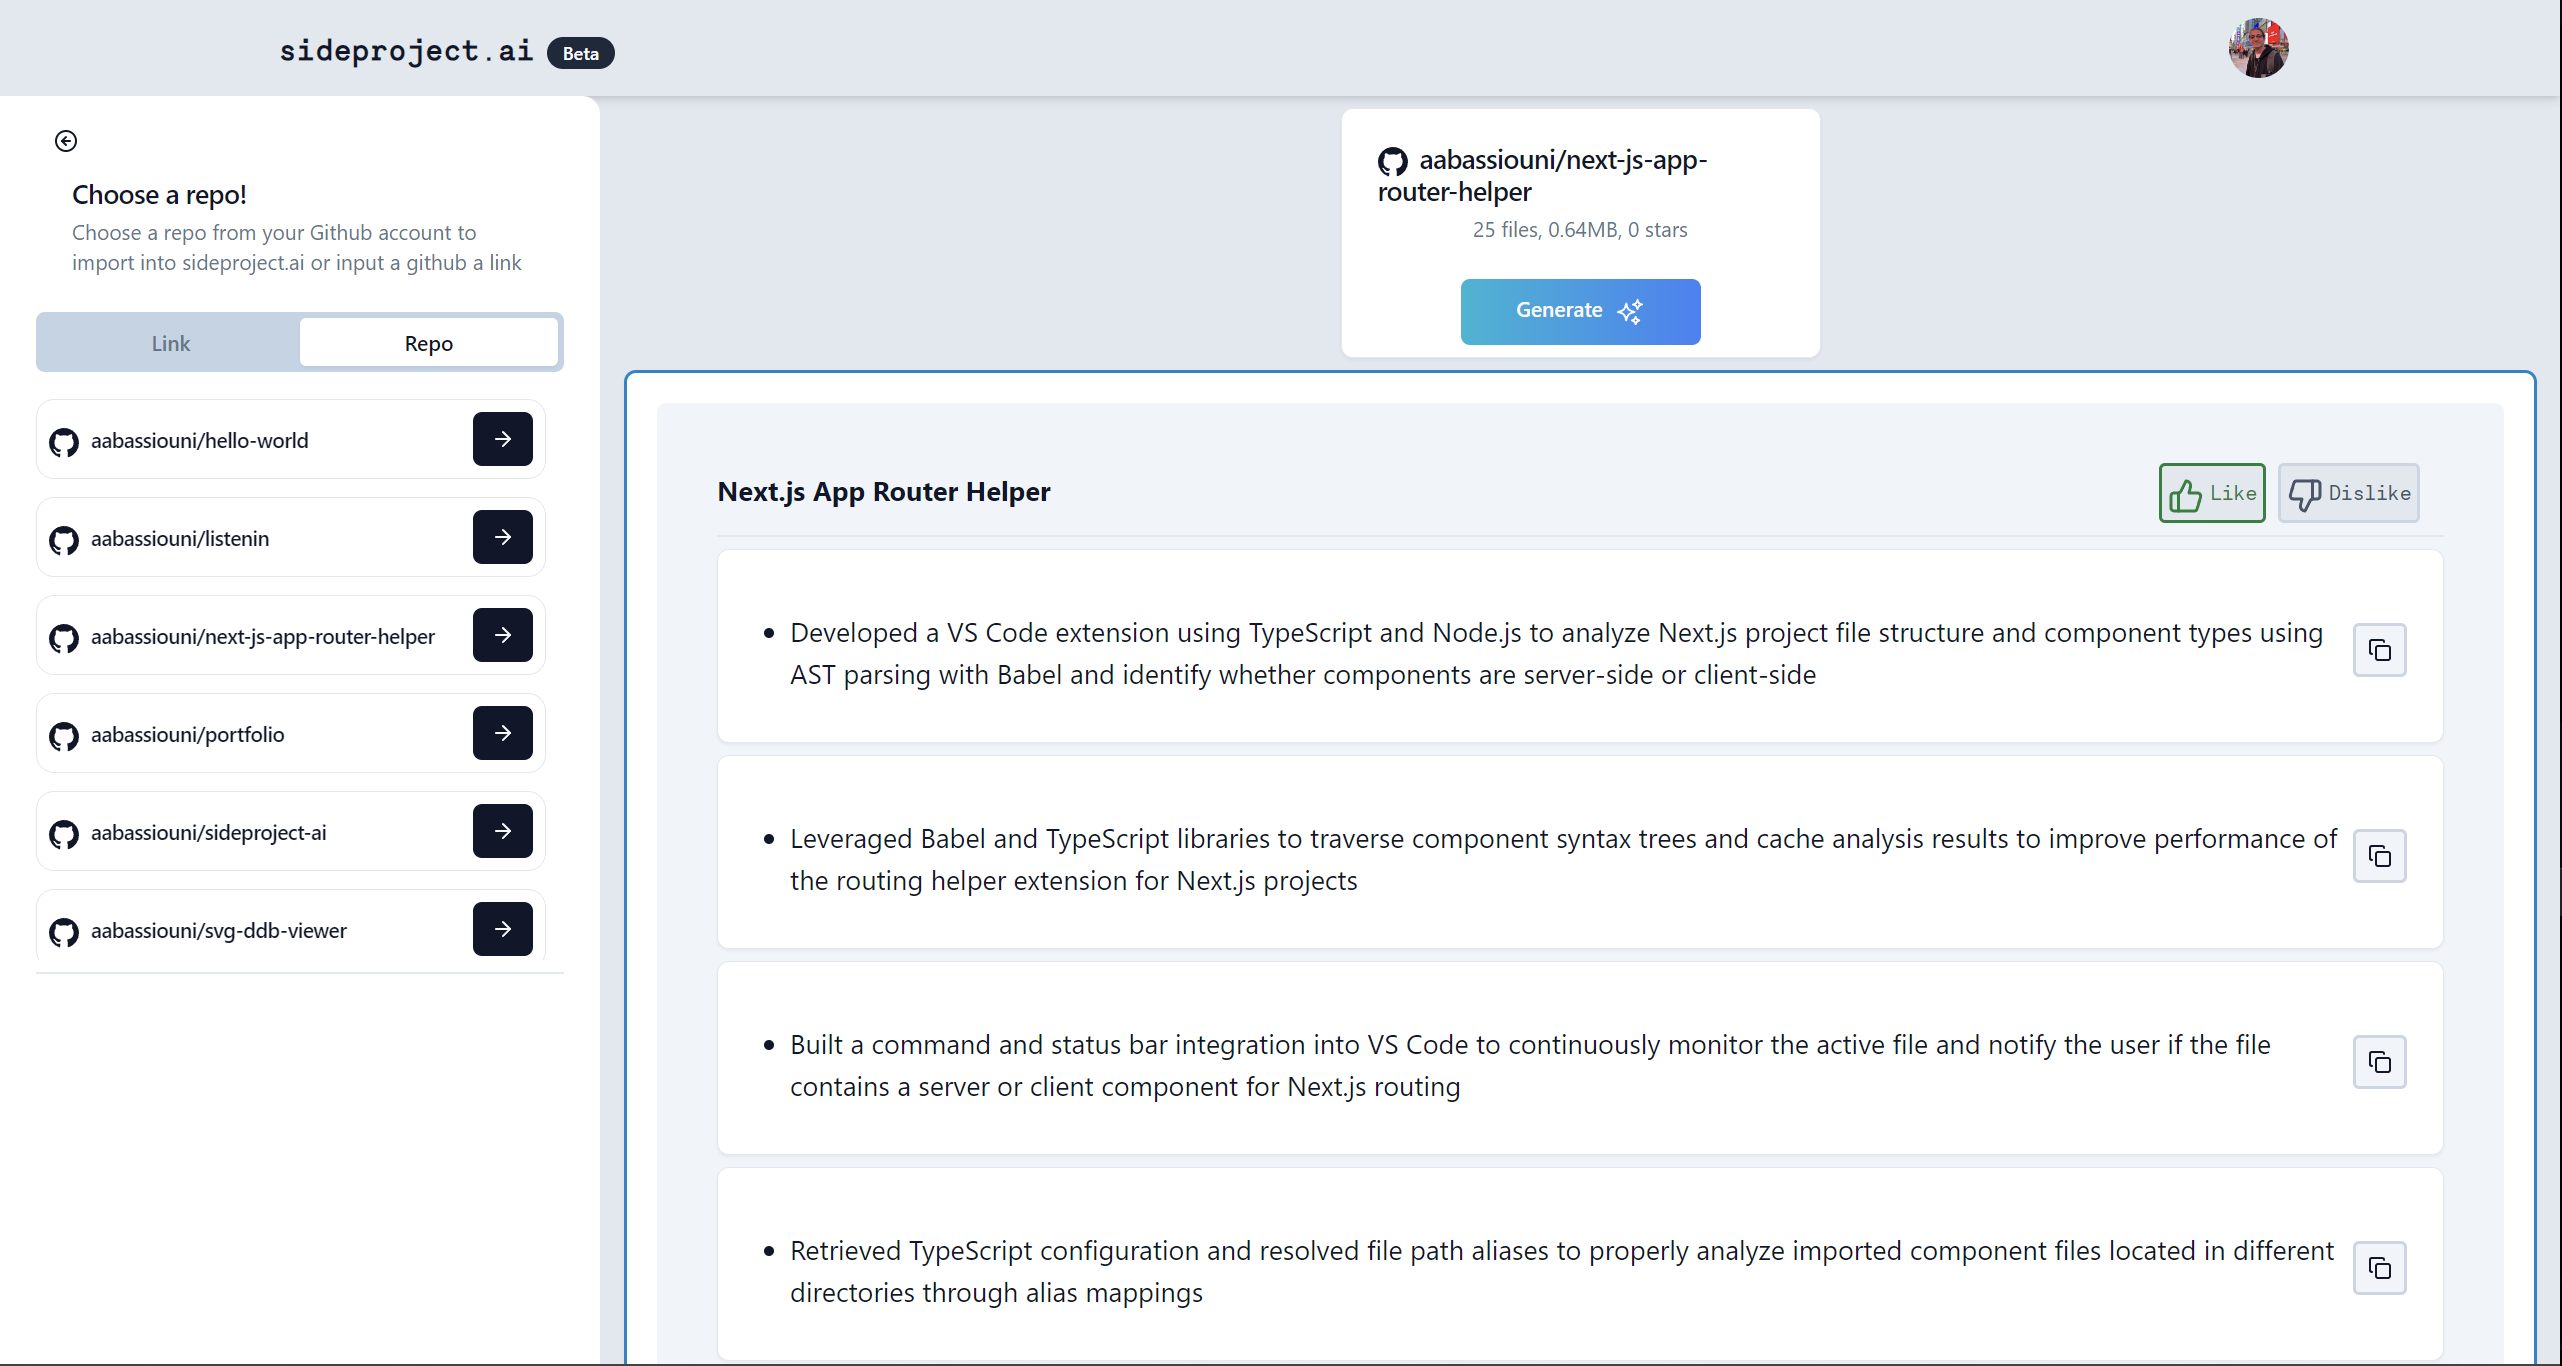 sideproject.ai Beta
Choose a repo!
Choose a repo from your Github account to
import into sideproject.ai or input a github a link
Link Repo
aabassiouni/hello-world
aabassiouni/listenin
aabassiouni/next-js-app-router-helper
aabassiouni/portfolio
aabassiouni/sideproject-ai
aabassiouni/svg-ddb-viewer
aabassiouni/next-js-app-
router-helper
25 files, 0.64MB, 0 stars
Generate
Next.js App Router Helper
Like Dislike
• Developed a VS Code extension using TypeScript and Node.js to analyze Next.js project file structure and component types using
AST parsing with Babel and identify whether components are server-side or client-side
• Leveraged Babel and TypeScript libraries to traverse component syntax trees and cache analysis results to improve performance of
the routing helper extension for Next.js projects
• Built a command and status bar integration into VS Code to continuously monitor the active file and notify the user if the file
contains a server or client component for Next.js routing
• Retrieved TypeScript configuration and resolved file path aliases to properly analyze imported component files located in different
directories through alias mappings